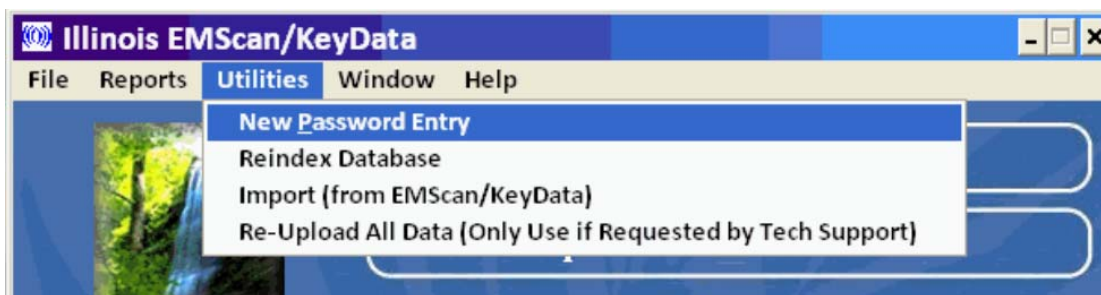 Illinois EMScan/KeyData
File Reports Utilities Window Help
New Password Entry
Reindex Database
Import (from EMScan/KeyData)
Re-Upload All Data (Only Use if Requested by Tech Support)